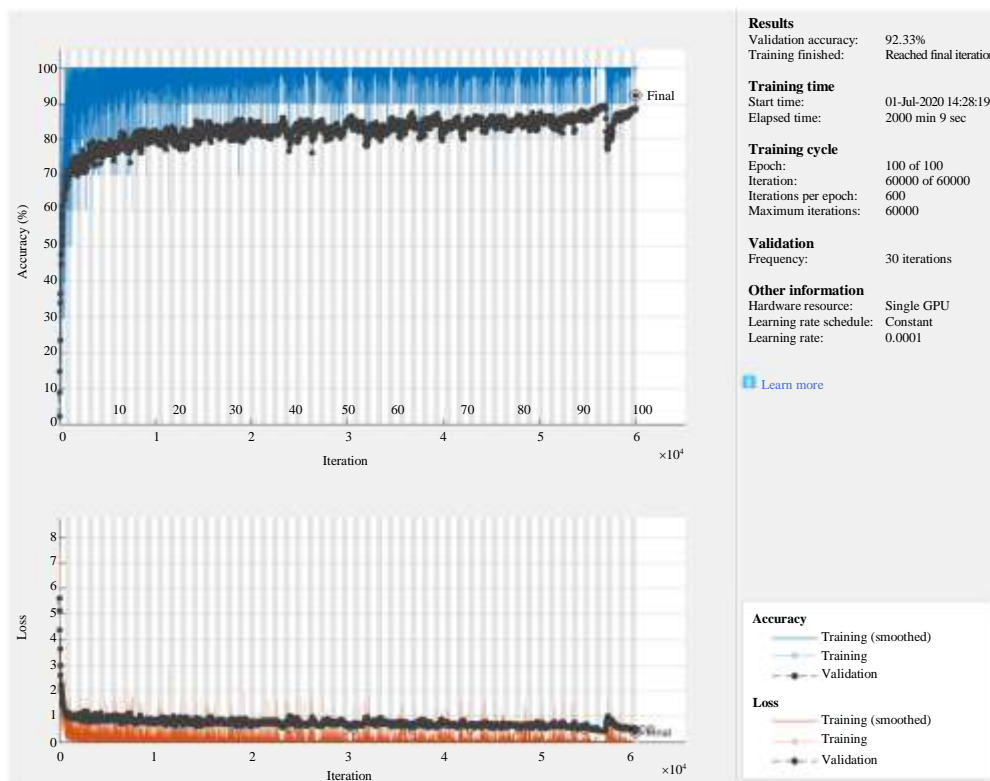 Results
Validation accuracy: 92.33%
Training finished: Reached final iteration
Training time
Start time: 01-Jul-2020 14:28:19
Elapsed time: 2000 min 9 sec
Training cycle
Epoch: 100 of 100
Iteration: 60000 of 60000
Iterations per epoch: 600
Maximum iterations: 60000
Validation
Frequency: 30 iterations
Other information
Hardware resource: Single GPU
Learning rate schedule: Constant
Learning rate: 0.0001
Learn more
Accuracy (%)
100
90
80
70
60
50
40
30
20
10
0
Final
10 20 30 40 50 60 70 80 90 100
0 1 2 3 4 5 6
×10⁴
Iteration
Loss
8
7
6
5
4
3
2
1
0
Final
0 1 2 3 4 5 6
×10⁴
Iteration
Accuracy
Training (smoothed)
Training
Validation
Loss
Training (smoothed)
Training
Validation